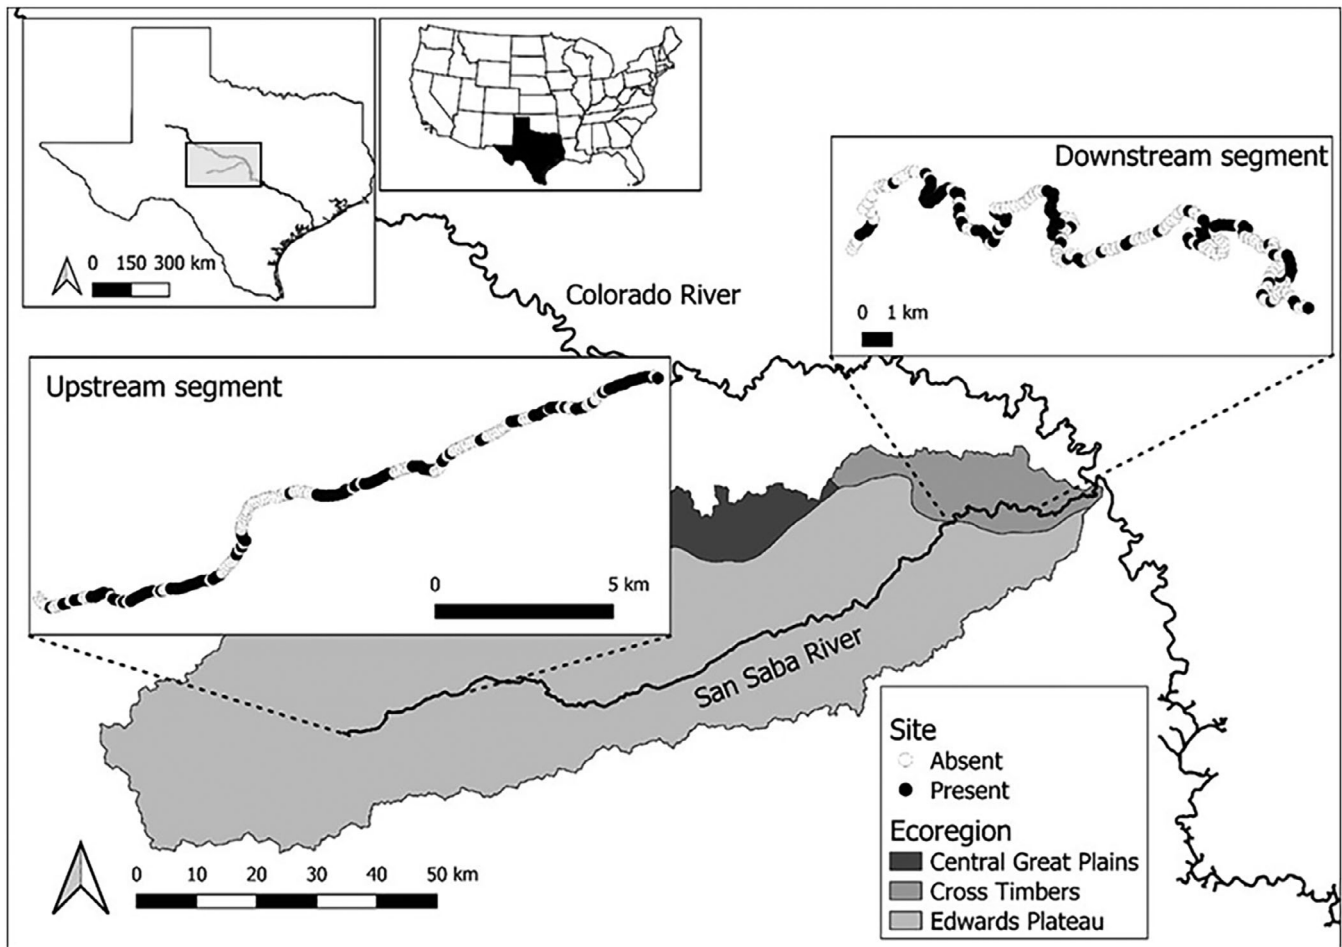 0 150 300 km
Colorado River
Downstream segment
0 1 km
Upstream segment
0 5 km
San Saba River
0 10 20 30 40 50 km
Site
Absent
Present
Ecoregion
Central Great Plains
Cross Timbers
Edwards Plateau